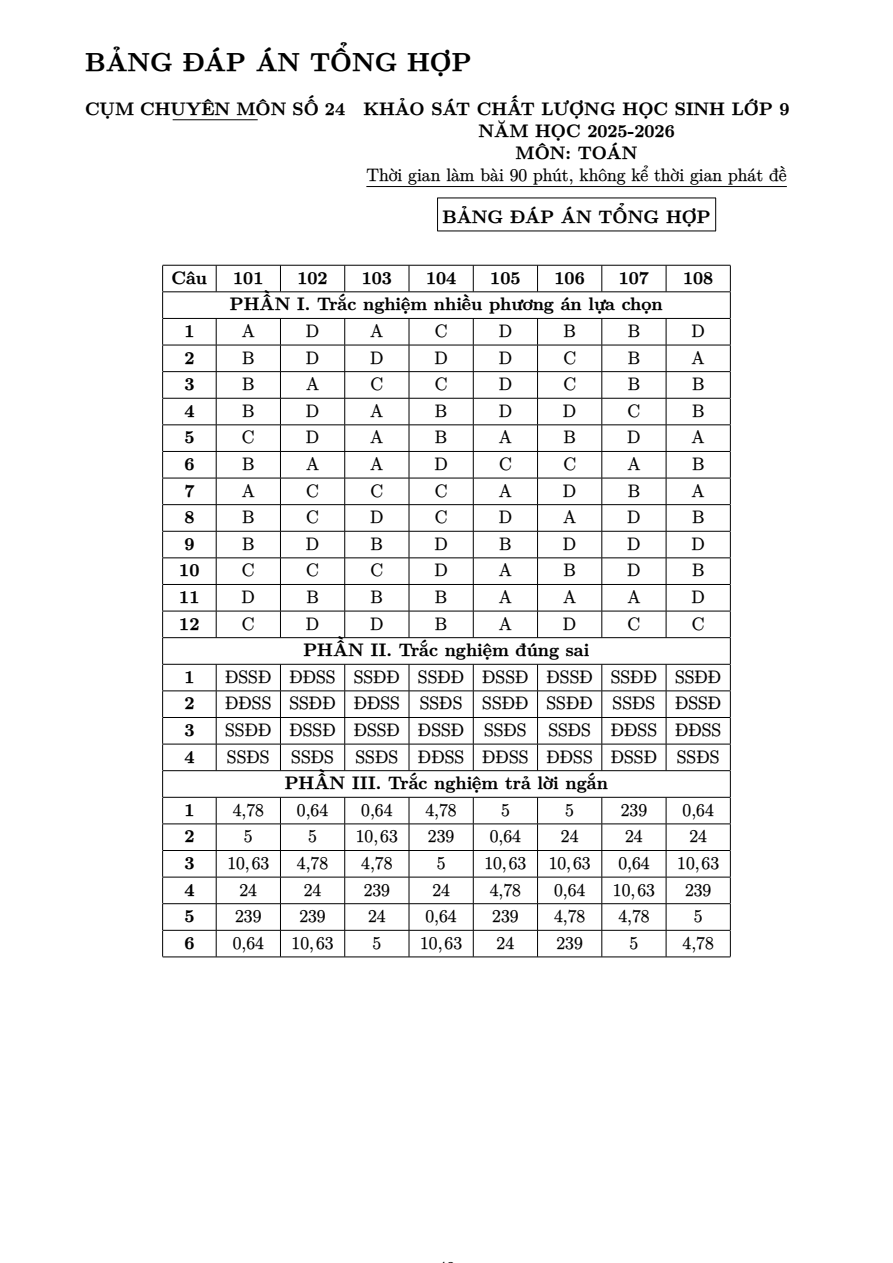 BẢNG ĐÁP ÁN TỔNG HỢP
CỤM CHUYÊN MÔN SỐ 24 KHẢO SÁT CHẤT LƯỢNG HỌC SINH LỚP 9
NĂM HỌC 2025-2026
MÔN: TOÁN
Thời gian làm bài 90 phút, không kể thời gian phát đề
BẢNG ĐÁP ÁN TỔNG HỢP
Câu 101 102 103 104 105 106 107 108
PHẦN I. Trắc nghiệm nhiều phương án lựa chọn
1 A D A C D B B D
2 B D D D D C B A
3 B A C C D C B B
4 B D A B D D C B
5 C D A B A B D A
6 B A A D C C A B
7 A C C C A D B A
8 B C D C D A D B
9 B D B D B D D D
10 C C C D A B D B
11 D B B B A A A D
12 C D D B A D C C
PHẦN II. Trắc nghiệm đúng sai
1 ĐSSĐ ĐĐSS SSĐĐ SSĐĐ ĐSSĐ ĐSSĐ SSĐĐ SSĐĐ
2 ĐĐSS SSĐĐ ĐĐSS SSĐS SSĐĐ SSĐĐ SSĐS ĐSSĐ
3 SSĐĐ ĐSSĐ ĐSSĐ ĐSSĐ SSĐS SSĐS ĐĐSS ĐĐSS
4 SSĐS SSĐS SSĐS ĐĐSS ĐĐSS ĐĐSS ĐSSĐ SSĐS
PHẦN III. Trắc nghiệm trả lời ngắn
1 4,78 0,64 0,64 4,78 5 5 239 0,64
2 5 5 10,63 239 0,64 24 24 24
3 10,63 4,78 4,78 5 10,63 10,63 0,64 10,63
4 24 24 239 24 4,78 0,64 10,63 239
5 239 239 24 0,64 239 4,78 4,78 5
6 0,64 10,63 5 10,63 24 239 5 4,78